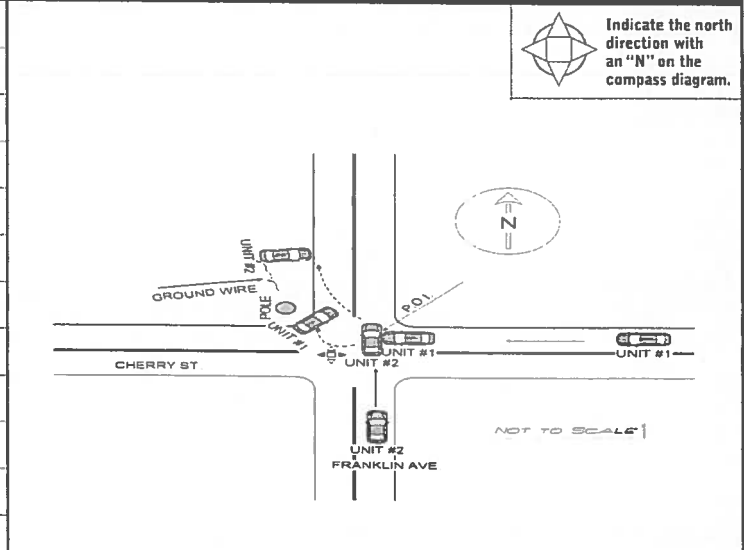 Indicate the north
direction with
an "N" on the
compass diagram.
N
UNIT #2
GROUND WIRE
POLE
P.O.I.
UNIT #1
UNIT #1
UNIT #1
UNIT #2
CHERRY ST
UNIT #2
FRANKLIN AVE
NOT TO SCALE